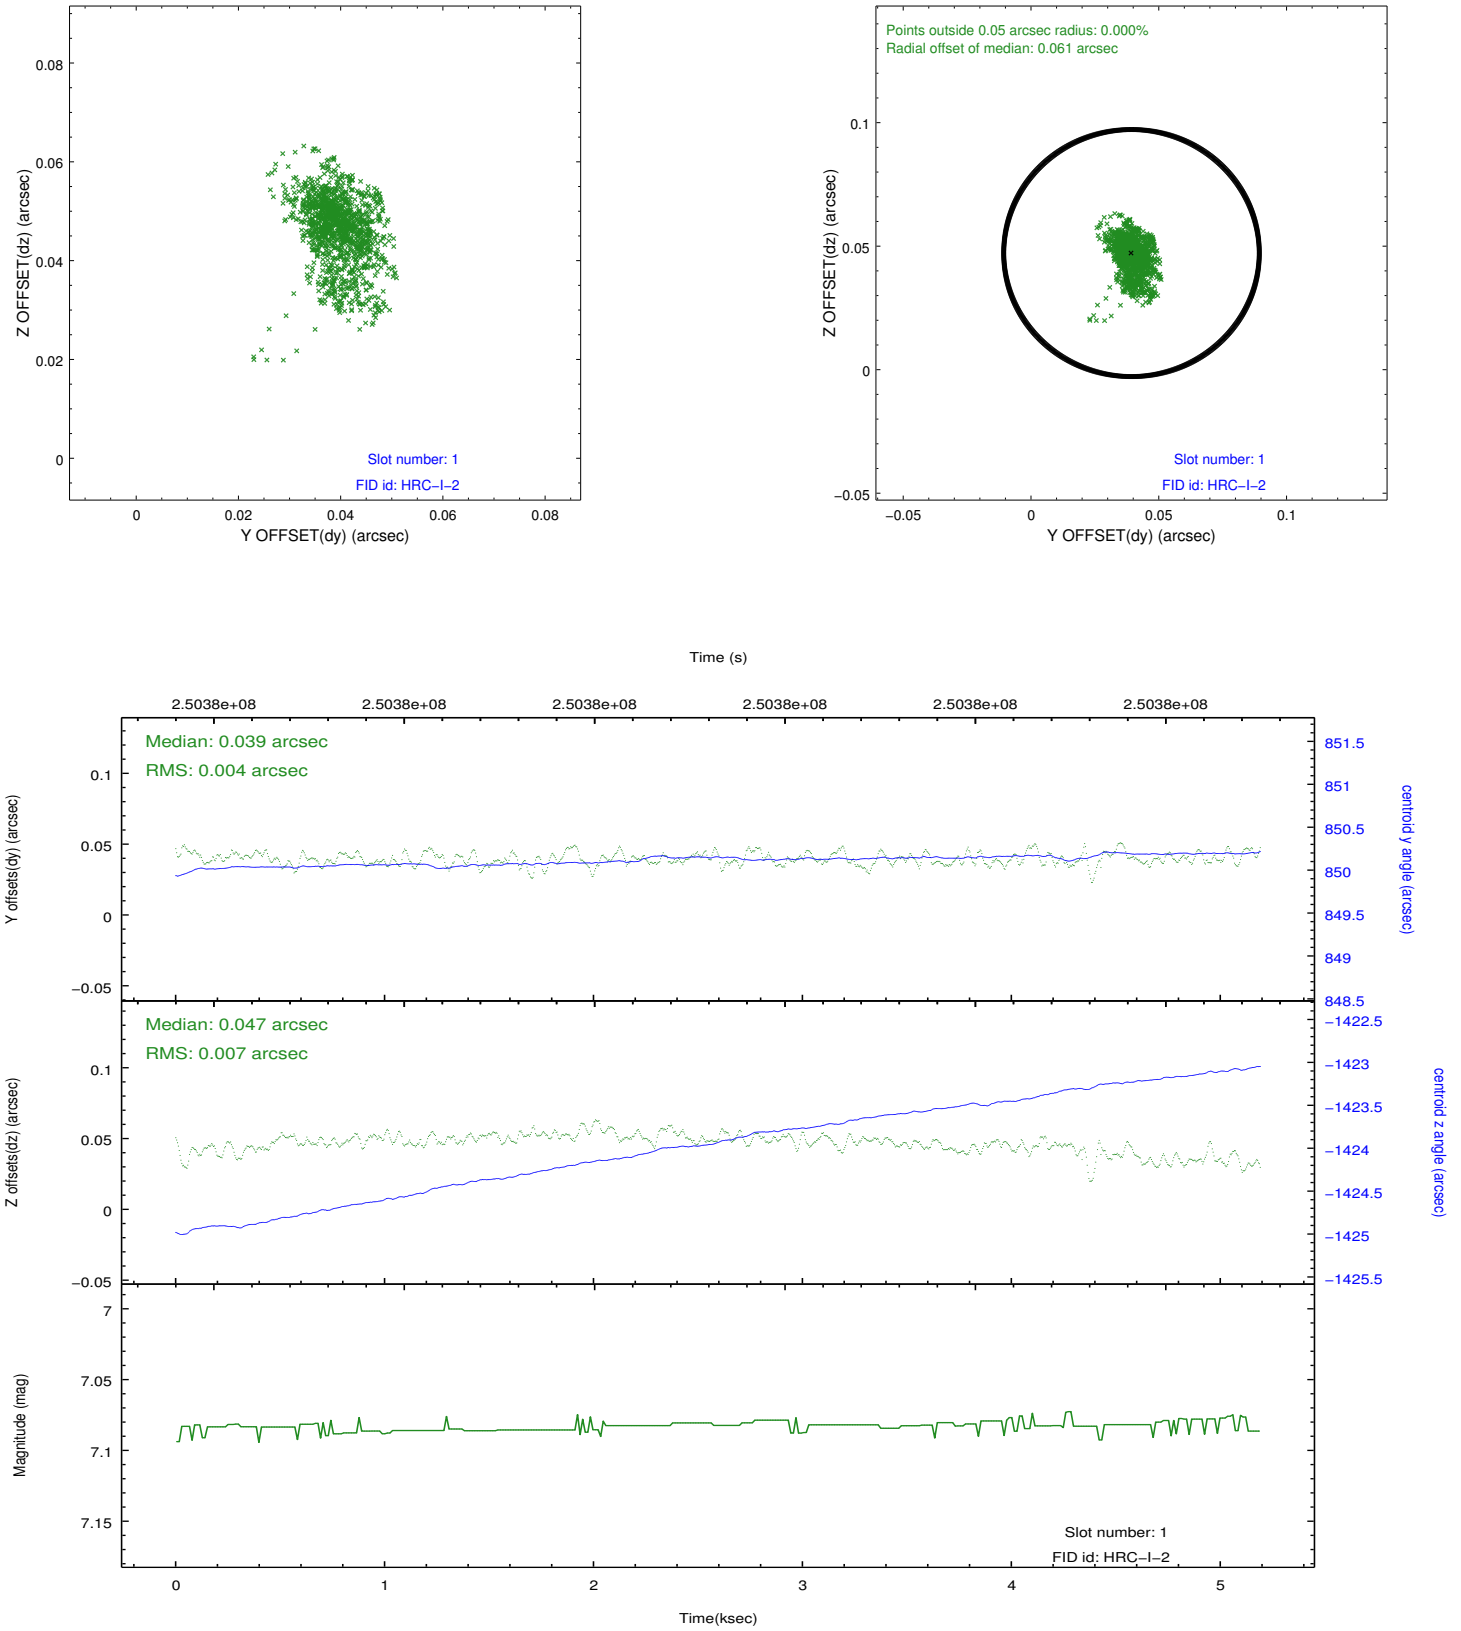 0.08
0.06
0.04
0.02
0
Z OFFSET(dz) (arcsec)
Slot number: 1
FID id: HRC−I−2
0
0.02
0.04
0.06
0.08
Y OFFSET(dy) (arcsec)
Points outside 0.05 arcsec radius: 0.000%
Radial offset of median: 0.061 arcsec
0.1
0.05
0
−0.05
Z OFFSET(dz) (arcsec)
Slot number: 1
FID id: HRC−I−2
−0.05
0
0.05
0.1
Y OFFSET(dy) (arcsec)
Time (s)
2.5038e+08
2.5038e+08
2.5038e+08
2.5038e+08
2.5038e+08
2.5038e+08
Median: 0.039 arcsec
RMS: 0.004 arcsec
0.1
0.05
0
−0.05
Y offsets(dy) (arcsec)
851.5
851
850.5
850
849.5
849
848.5
centroid y angle (arcsec)
Median: 0.047 arcsec
RMS: 0.007 arcsec
0.1
0.05
0
−0.05
Z offsets(dz) (arcsec)
−1422.5
−1423
−1423.5
−1424
−1424.5
−1425
−1425.5
centroid z angle (arcsec)
7
7.05
7.1
7.15
Magnitude (mag)
Slot number: 1
FID id: HRC−I−2
0
1
2
3
4
5
Time(ksec)